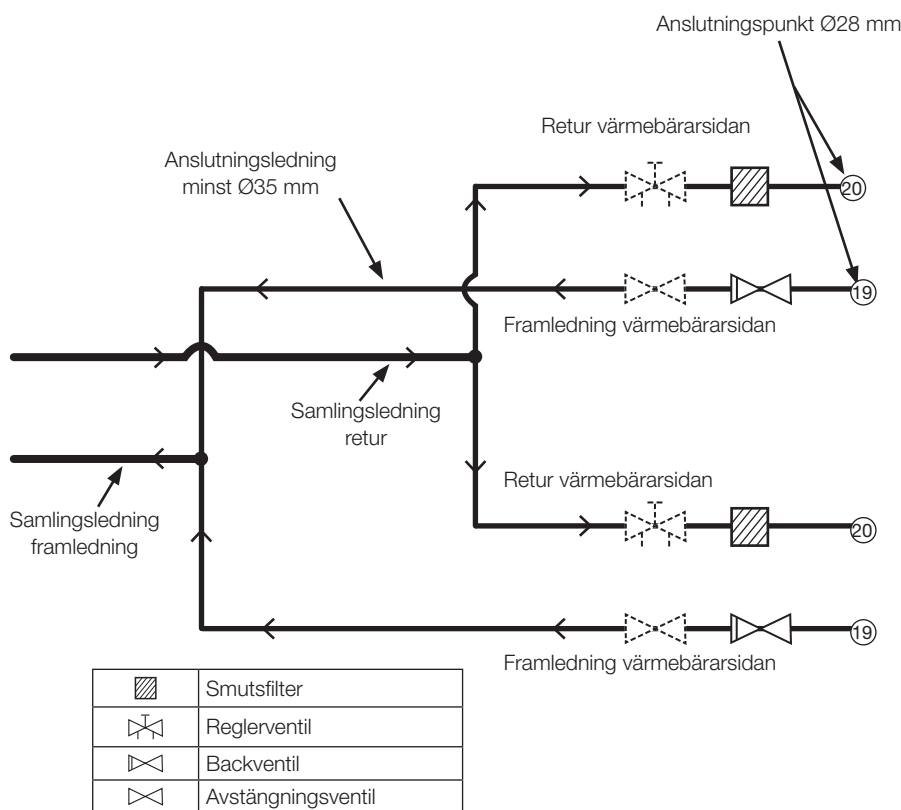 Anslutningspunkt Ø28 mm
Retur värmebärarsidan
Anslutningsledning
minst Ø35 mm
20
19
Framledning värmebärarsidan
Samlingsledning
retur
Retur värmebärarsidan
Samlingsledning
framledning
20
19
Framledning värmebärarsidan
Smutsfilter
Reglerventil
Backventil
Avstängningsventil